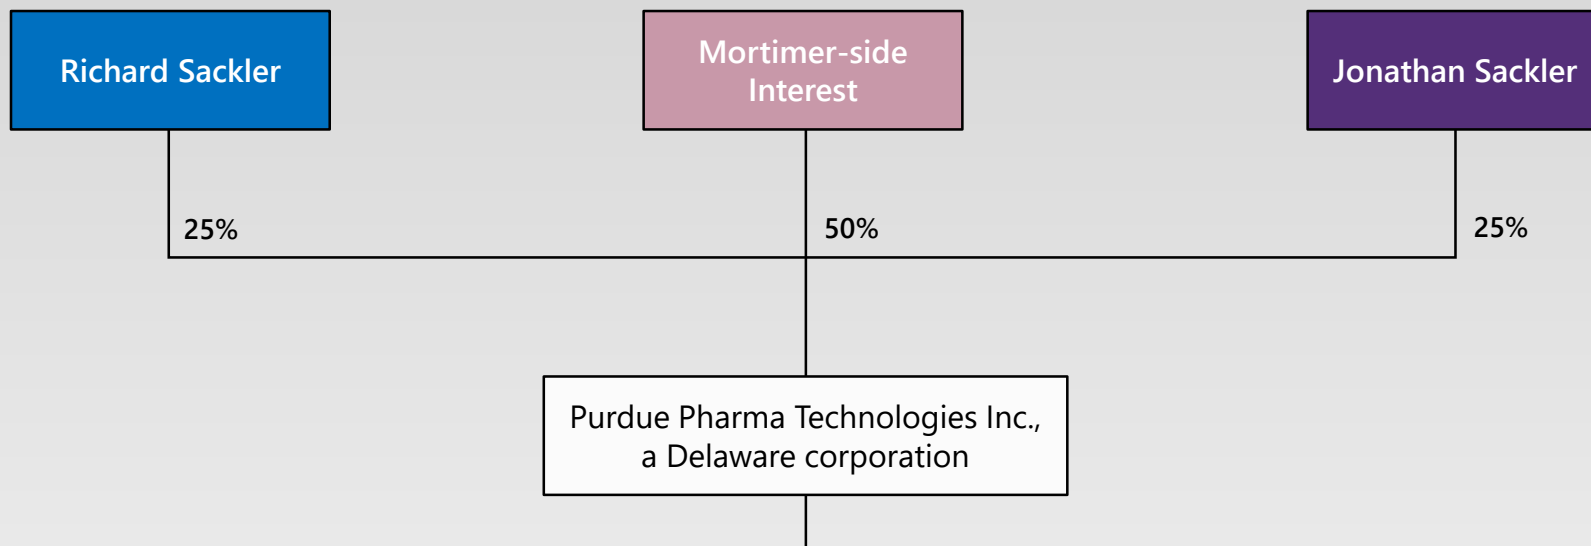 Richard Sackler
Mortimer-side
Interest
Jonathan Sackler
25%
50%
25%
Purdue Pharma Technologies Inc.,
a Delaware corporation